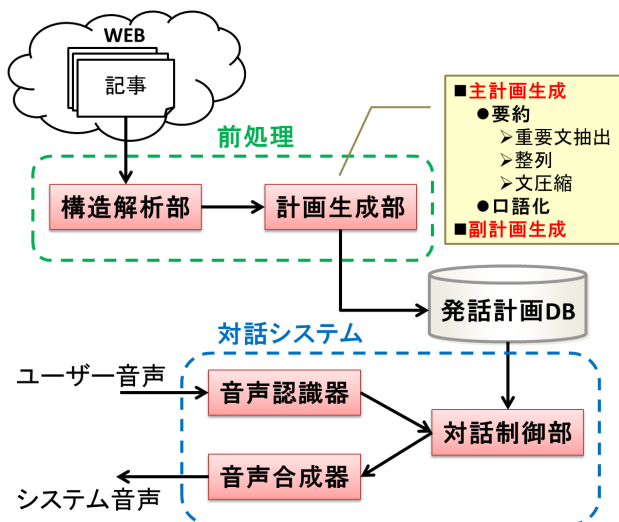 WEB
記事
前処理
構造解析部
計画生成部
■主計画生成
●要約
➢重要文抽出
➢整列
➢文圧縮
●口語化
■副計画生成
発話計画DB
対話システム
ユーザー音声
音声認識器
対話制御部
音声合成器
システム音声